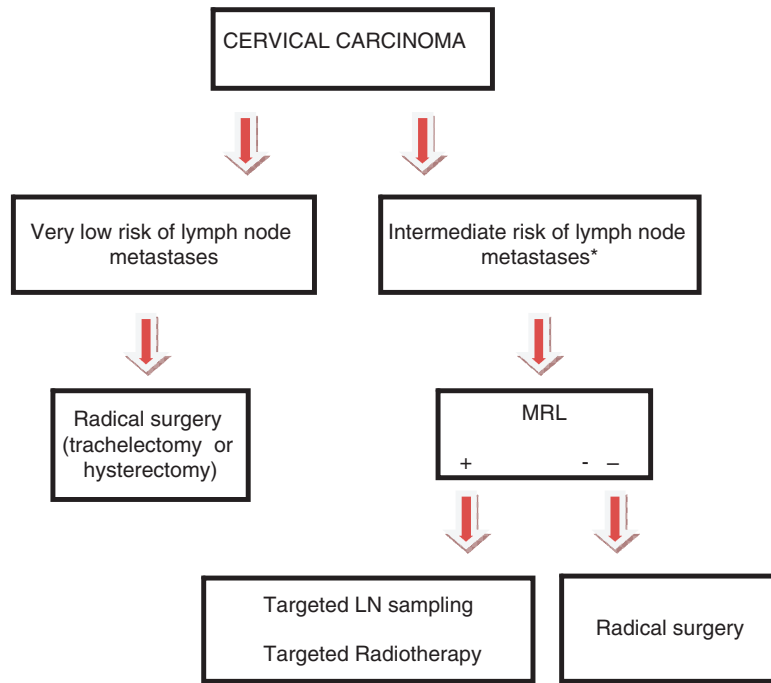 CERVICAL CARCINOMA
Very low risk of lymph node
metastases
Intermediate risk of lymph node
metastases*
Radical surgery
(trachelectomy or
hysterectomy)
MRL
+ - –
Targeted LN sampling
Targeted Radiotherapy
Radical surgery